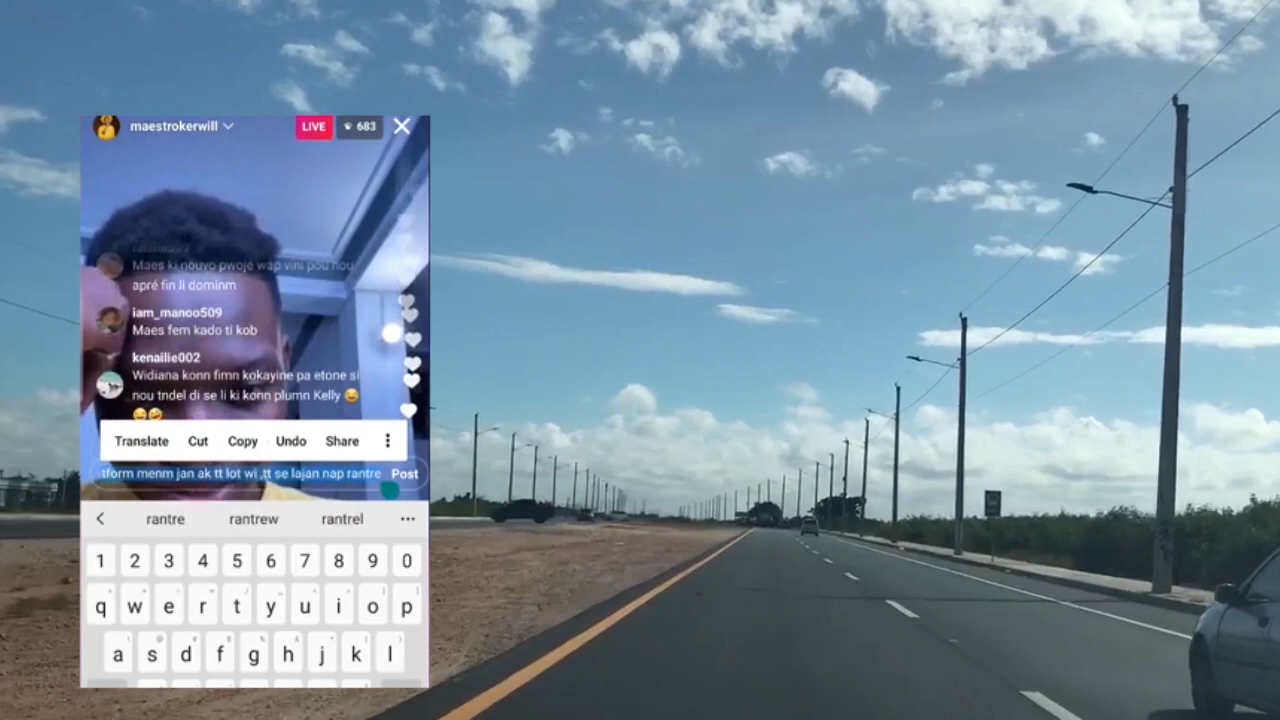 maestrokerwill
LIVE
683
Maes ki nouvo pwoje wap vini pou nou
apré fin li dominm
iam_manoo509
Maes fem kado ti kob
kenailie002
Widiana konn fimn kokayine pa etone si
nou tndel di se li ki konn plumn Kelly 😂
😂🤣
Translate Cut Copy Undo Share
tform menm jan ak tt lot wi ,tt se lajan nap rantre Post
rantre rantrew rantrel
1 2 3 4 5 6 7 8 9 0
q w e r t y u i o p
a s d f g h j k l